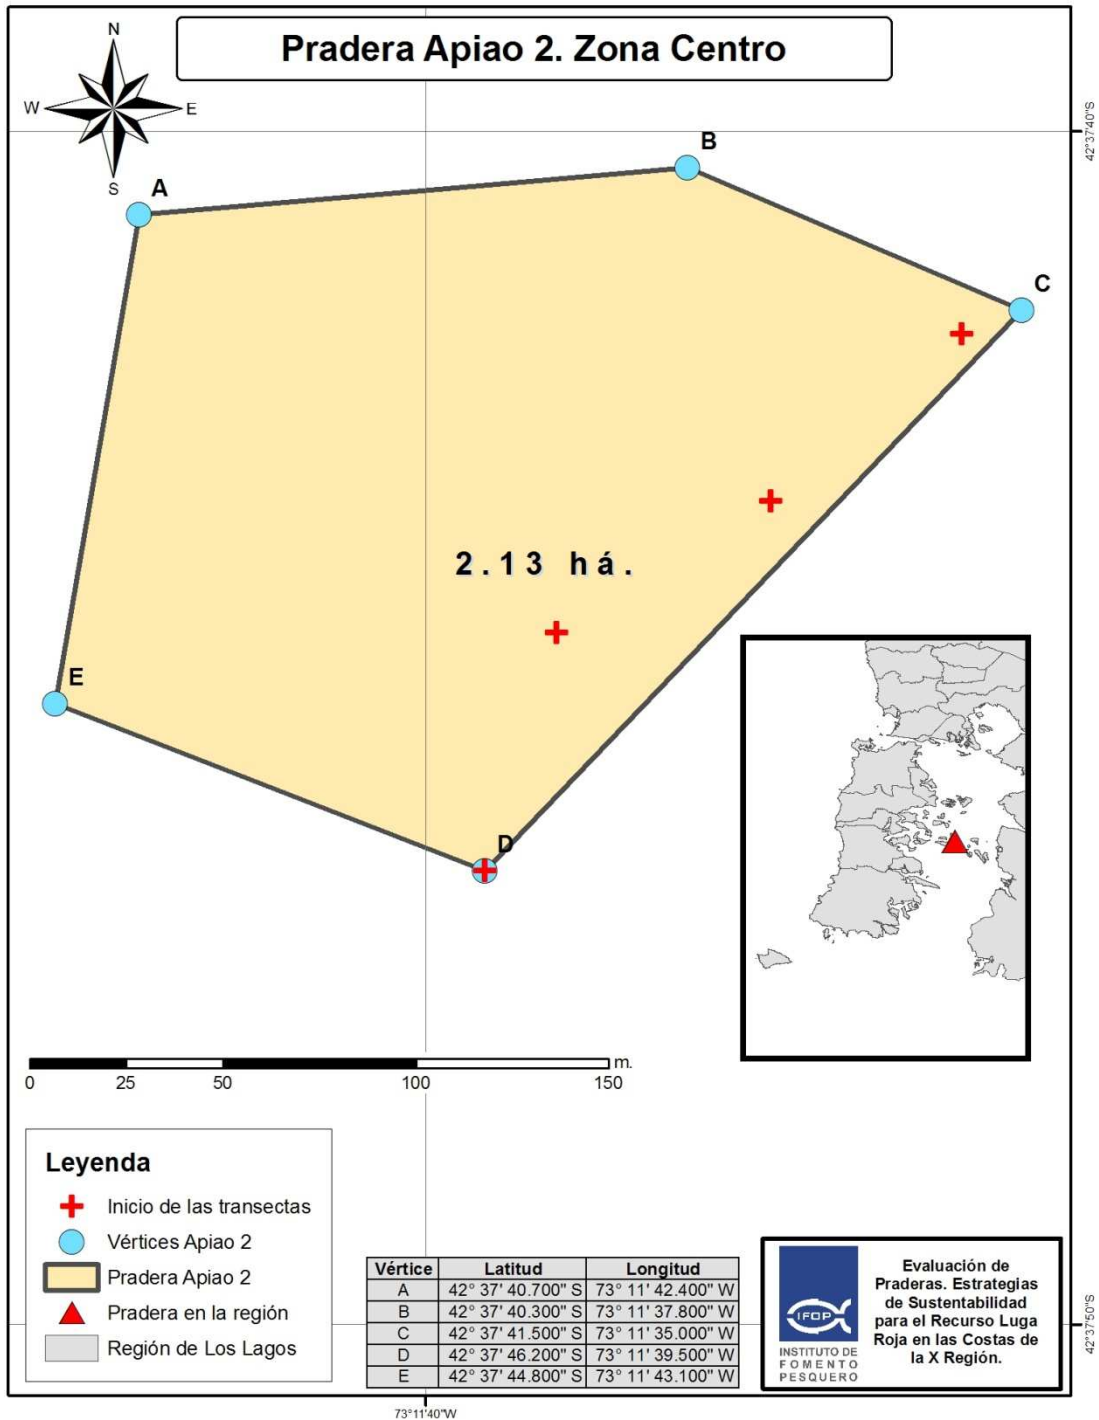 Pradera Apiao 2. Zona Centro
N
W
E
S
42°37'40"S
A
B
C
2.13 há.
E
D
0 25 50 100 150 m.
Leyenda
Inicio de las transectas
Vértices Apiao 2
Pradera Apiao 2
Pradera en la región
Región de Los Lagos
Vértice Latitud Longitud
A 42° 37' 40.700" S 73° 11' 42.400" W
B 42° 37' 40.300" S 73° 11' 37.800" W
C 42° 37' 41.500" S 73° 11' 35.000" W
D 42° 37' 46.200" S 73° 11' 39.500" W
E 42° 37' 44.800" S 73° 11' 43.100" W
IFOP
INSTITUTO DE
FOMENTO
PESQUERO
Evaluación de
Praderas. Estrategias
de Sustentabilidad
para el Recurso Luga
Roja en las Costas de
la X Región.
42°37'50"S
73°11'40"W